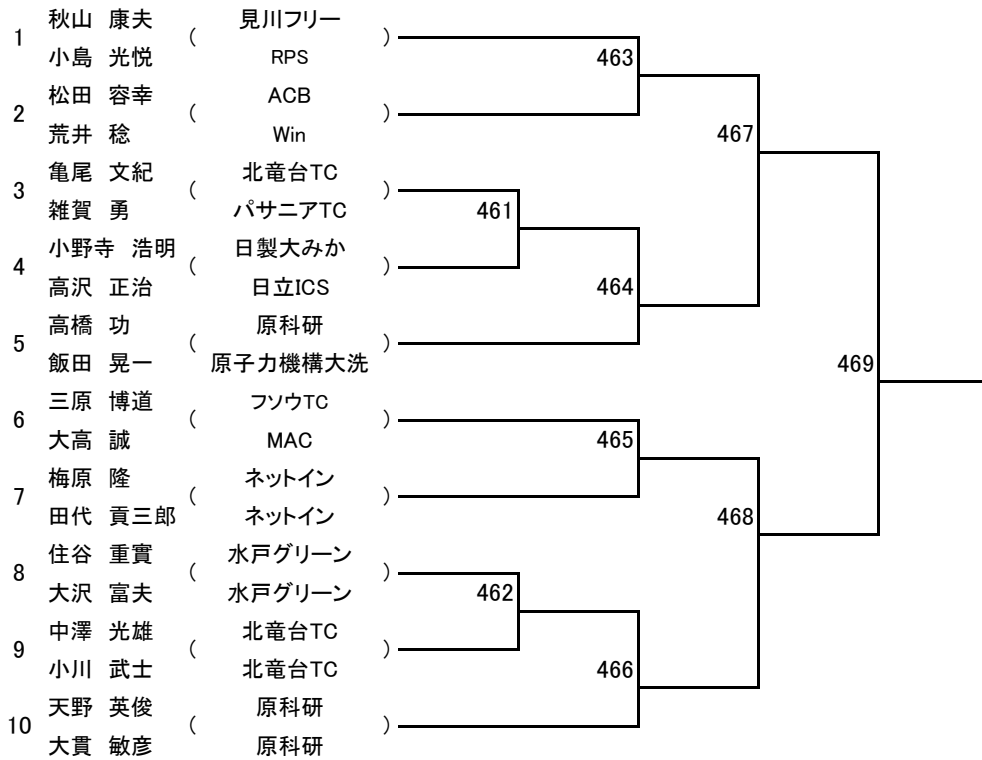 秋山 康夫 見川フリー
1 ( )
小島 光悦 RPS 463
松田 容幸 ACB
2 ( )
荒井 稔 Win 467
亀尾 文紀 北竜台TC
3 ( )
雑賀 勇 パサニアTC 461
小野寺 浩明 日製大みか
4 ( )
高沢 正治 日立ICS 464
高橋 功 原科研
5 ( )
飯田 晃一 原子力機構大洗 469
三原 博道 フソウTC
6 ( )
大高 誠 MAC 465
梅原 隆 ネットイン
7 ( )
田代 貢三郎 ネットイン 468
住谷 重實 水戸グリーン
8 ( )
大沢 富夫 水戸グリーン 462
中澤 光雄 北竜台TC
9 ( )
小川 武士 北竜台TC 466
天野 英俊 原科研
10 ( )
大貫 敏彦 原科研